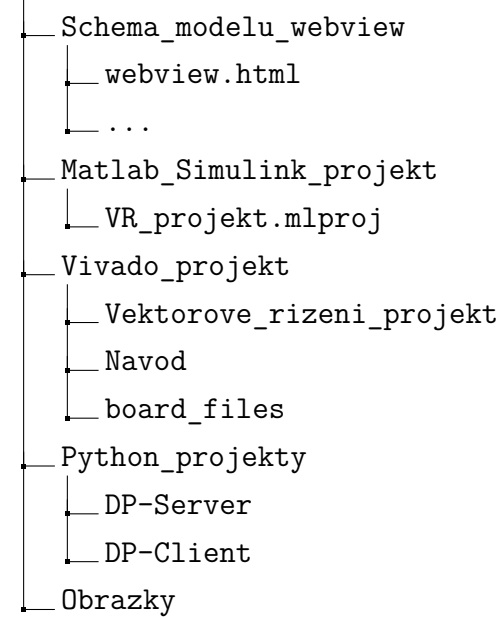 Schema_modelu_webview
webview.html
...
Matlab_Simulink_projekt
VR_projekt.mlproj
Vivado_projekt
Vektorove_rizeni_projekt
Navod
board_files
Python_projekty
DP-Server
DP-Client
Obrazky